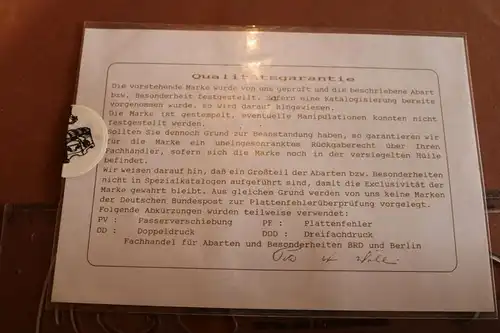 Qualitätsgarantie
Die vorstehende Marke wurde von uns geprüft und die beschriebene Abart
bzw. Besonderheit festgestellt. Sofern eine Katalogisierung bereits
vorgenommen wurde, so wird darauf hingewiesen.
Die Marke ist gestempelt, eventuelle Manipulationen konnten nicht
festgestellt werden.
Sollten Sie dennoch Grund zur Beanstandung haben, so garantieren wir
für die Marke ein uneingeschränktes Rückgaberecht über Ihren
Fachhändler, sofern sich die Marke noch in der versiegelten Hülle
befindet.
Wir weisen darauf hin, daß ein Großteil der Abarten bzw. Besonderheiten
nicht in Spezialkatalogen aufgeführt sind, damit die Exclusivität der
Marke gewahrt bleibt. Aus gleichen Grund werden von uns keine Marken
der Deutschen Bundespost zur Plattenfehlerüberprüfung vorgelegt.
Folgende Abkürzungen wurden teilweise verwendet:
PV : Passerverschiebung PF : Plattenfehler
DD : Doppeldruck DDD : Dreifachdruck
Fachhandel für Abarten und Besonderheiten BRD und Berlin